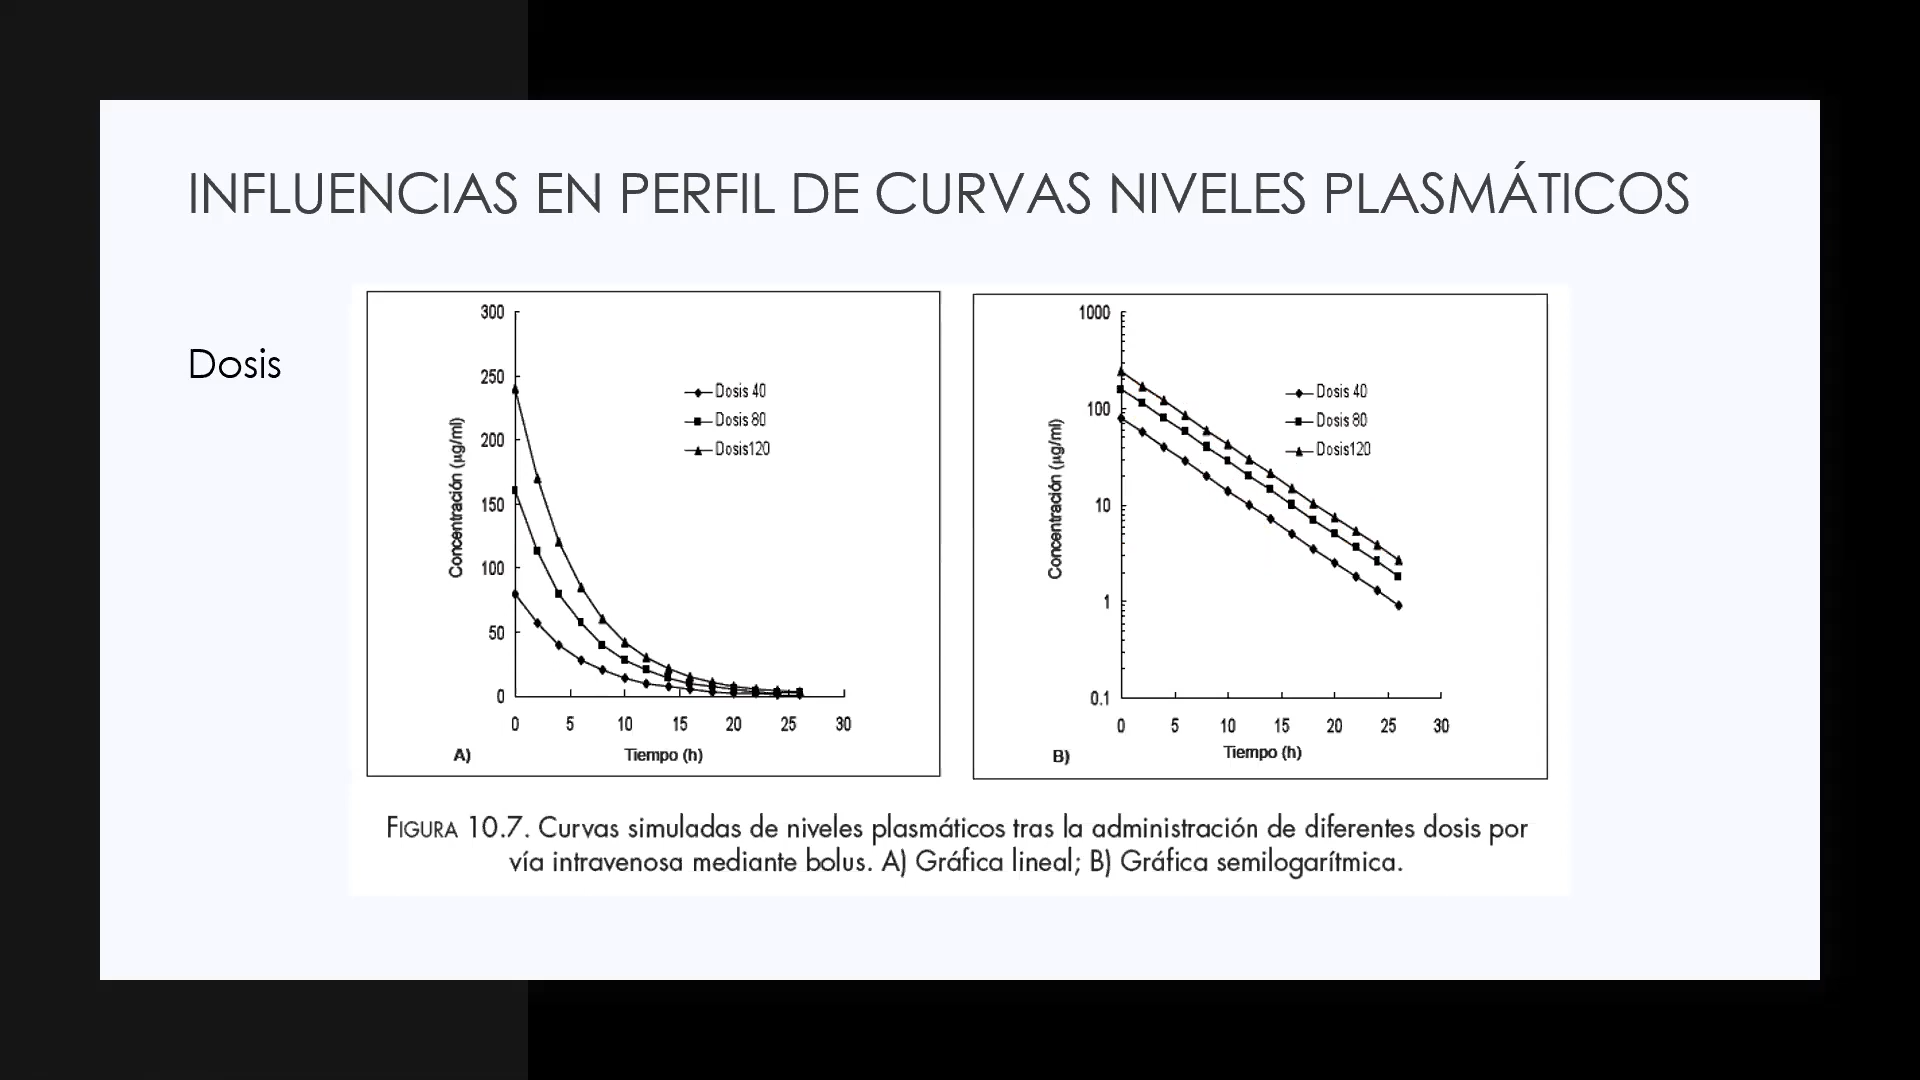 INFLUENCIAS EN PERFIL DE CURVAS NIVELES PLASMÁTICOS
Dosis
300
250
200
150
100
50
0
0 5 10 15 20 25 30
Concentración (µg/ml)
Tiempo (h)
A)
Dosis 40
Dosis 80
Dosis120
1000
100
10
1
0.1
0 5 10 15 20 25 30
Concentración (µg/ml)
Tiempo (h)
B)
Dosis 40
Dosis 80
Dosis120
FIGURA 10.7. Curvas simuladas de niveles plasmáticos tras la administración de diferentes dosis por
vía intravenosa mediante bolus. A) Gráfica lineal; B) Gráfica semilogarítmica.